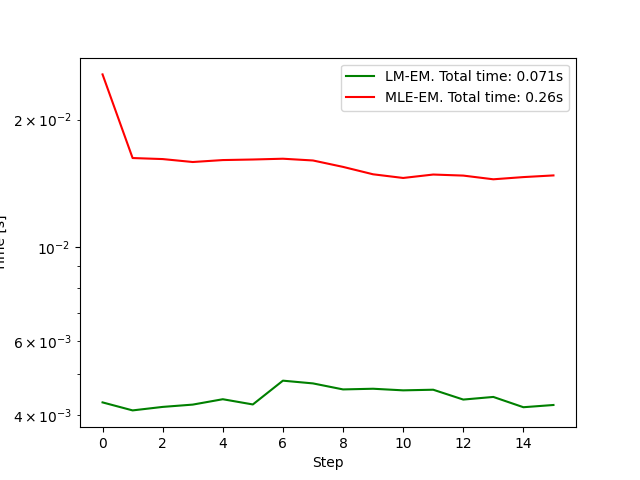 LM-EM. Total time: 0.071s
MLE-EM. Total time: 0.26s
2 × 10⁻²
10⁻²
6 × 10⁻³
4 × 10⁻³
[s]
0 2 4 6 8 10 12 14
Step